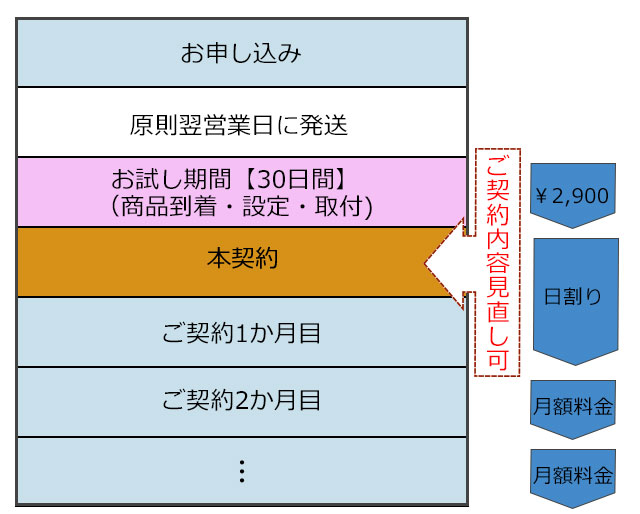 お申し込み
原則翌営業日に発送
お試し期間【30日間】
（商品到着・設定・取付)
本契約
ご契約1か月目
ご契約2か月目
⋮
ご契約内容見直し可
￥2,900
日割り
月額料金
月額料金